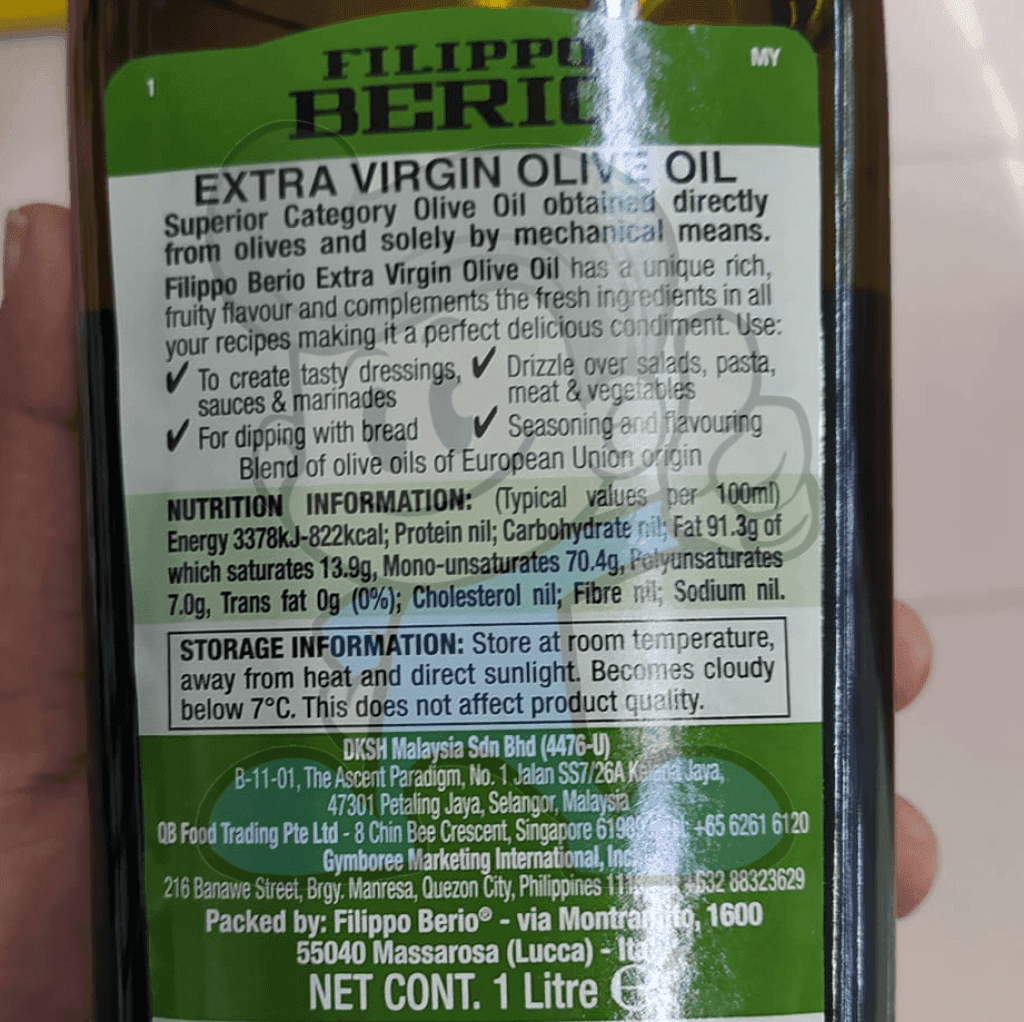 1
MY
FILIPPO
BERIO
EXTRA VIRGIN OLIVE OIL
Superior Category Olive Oil obtained directly
from olives and solely by mechanical means.
Filippo Berio Extra Virgin Olive Oil has a unique rich,
fruity flavour and complements the fresh ingredients in all
your recipes making it a perfect delicious condiment. Use:
✔ To create tasty dressings, ✔ Drizzle over salads, pasta,
sauces & marinades meat & vegetables
✔ For dipping with bread ✔ Seasoning and flavouring
Blend of olive oils of European Union origin
NUTRITION INFORMATION: (Typical values per 100ml)
Energy 3378kJ-822kcal; Protein nil; Carbohydrate nil; Fat 91.3g of
which saturates 13.9g, Mono-unsaturates 70.4g, Polyunsaturates
7.0g, Trans fat 0g (0%); Cholesterol nil; Fibre nil; Sodium nil.
STORAGE INFORMATION: Store at room temperature,
away from heat and direct sunlight. Becomes cloudy
below 7°C. This does not affect product quality.
DKSH Malaysia Sdn Bhd (4476-U)
B-11-01, The Ascent Paradigm, No. 1 Jalan SS7/26A Kelana Jaya,
47301 Petaling Jaya, Selangor, Malaysia
QB Food Trading Pte Ltd - 8 Chin Bee Crescent, Singapore +65 6261 6120
Gymboree Marketing International, Inc.
216 Banawe Street, Brgy. Manresa, Quezon City, Philippines 88323629
Packed by: Filippo Berio® - via 1600
55040 Massarosa (Lucca) - Italy
NET CONT. 1 Litre ℮